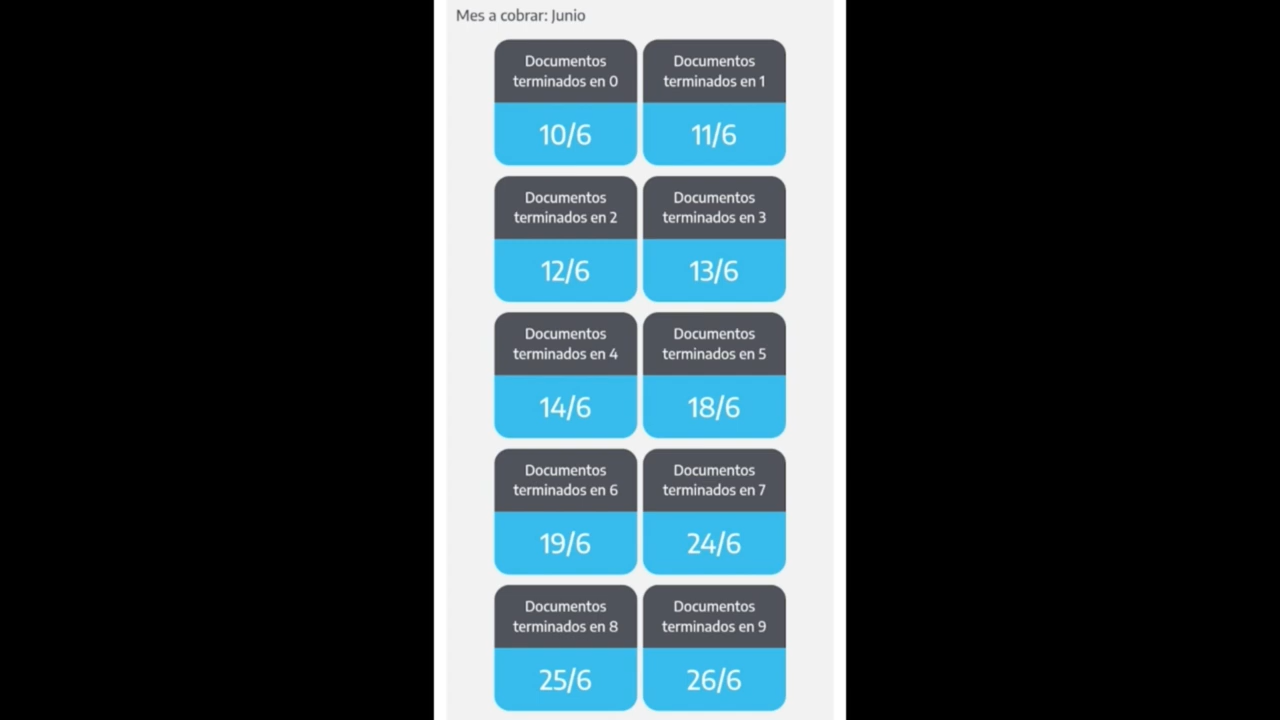 Mes a cobrar: Junio
Documentos
terminados en 0
10/6
Documentos
terminados en 1
11/6
Documentos
terminados en 2
12/6
Documentos
terminados en 3
13/6
Documentos
terminados en 4
14/6
Documentos
terminados en 5
18/6
Documentos
terminados en 6
19/6
Documentos
terminados en 7
24/6
Documentos
terminados en 8
25/6
Documentos
terminados en 9
26/6